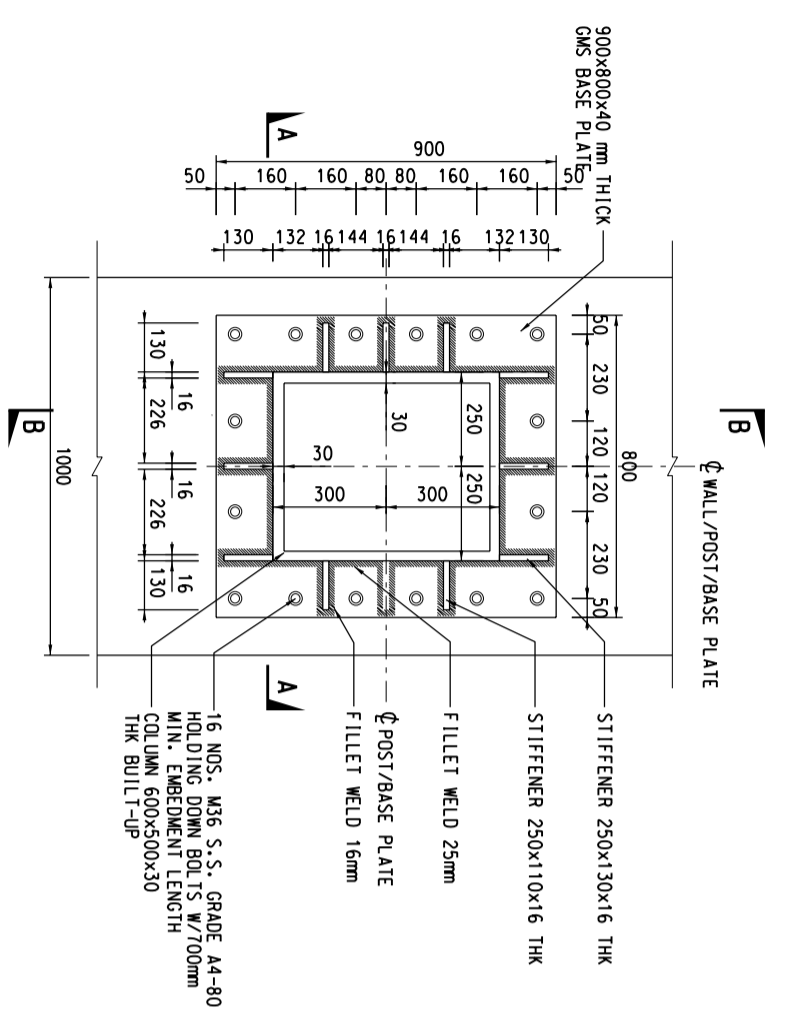 900x800x40 mm THICK
GMS BASE PLATE
A
900
50 160 160 80 80 160 160 50
130 132 16 144 16 144 16 132 130
50 230 120 120 230 50
800
B
℄ WALL/POST/BASE PLATE
250 250
30
30
300 300
130 16 226 16 226 16 130
1000
B
A
STIFFENER 250x130x16 THK
STIFFENER 250x110x16 THK
FILLET WELD 25mm
℄ POST/BASE PLATE
FILLET WELD 16mm
16 NOS. M36 S.S. GRADE A4-80
HOLDING DOWN BOLTS W/700mm
MIN. EMBEDMENT LENGTH
COLUMN 600x500x30
THK BUILT-UP